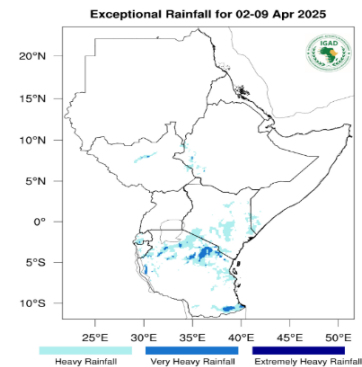 Exceptional Rainfall for 02-09 Apr 2025
IGAD
20°N
15°N
10°N
5°N
0°
5°S
10°S
25°E 30°E 35°E 40°E 45°E 50°E
Heavy Rainfall Very Heavy Rainfall Extremely Heavy Rainfall